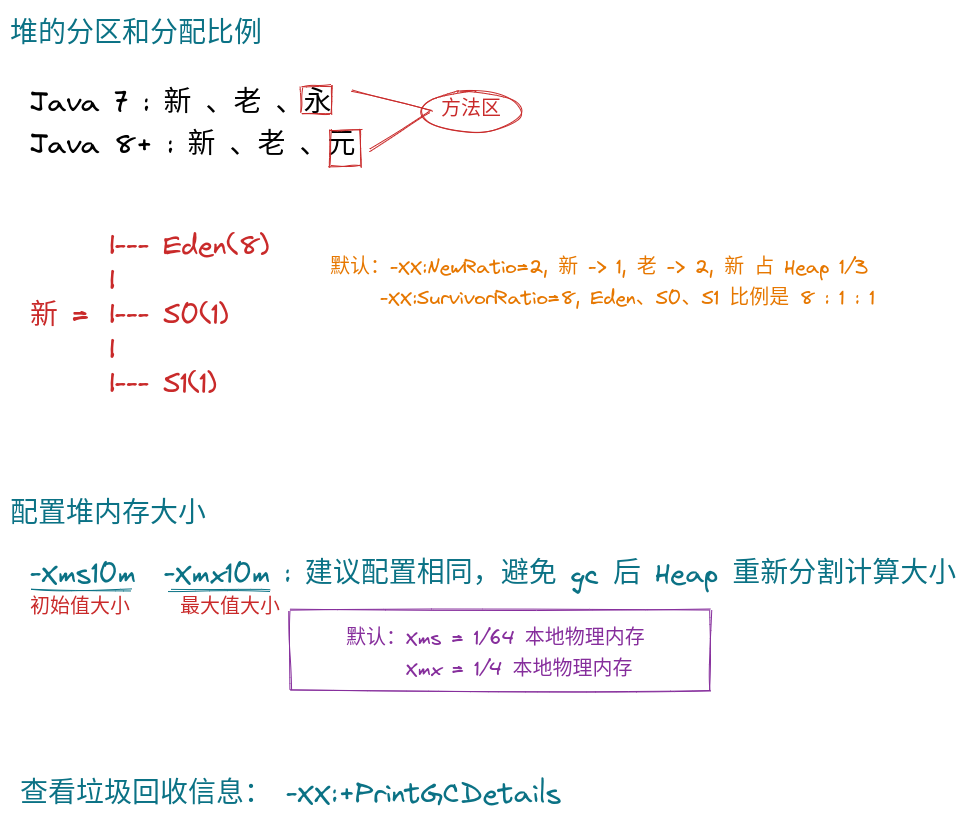 堆的分区和分配比例
Java 7 : 新 、老 、永
方法区
Java 8+ : 新 、老 、元
|--- Eden(8)
|
新 = |--- S0(1)
|
|--- S1(1)
默认: -XX:NewRatio=2, 新 -> 1, 老 -> 2, 新 占 Heap 1/3
-XX:SurvivorRatio=8, Eden、S0、S1 比例是 8 : 1 : 1
配置堆内存大小
-Xms10m -Xmx10m : 建议配置相同，避免 gc 后 Heap 重新分割计算大小
初始值大小 最大值大小
默认: Xms = 1/64 本地物理内存
Xmx = 1/4 本地物理内存
查看垃圾回收信息: -XX:+PrintGCDetails